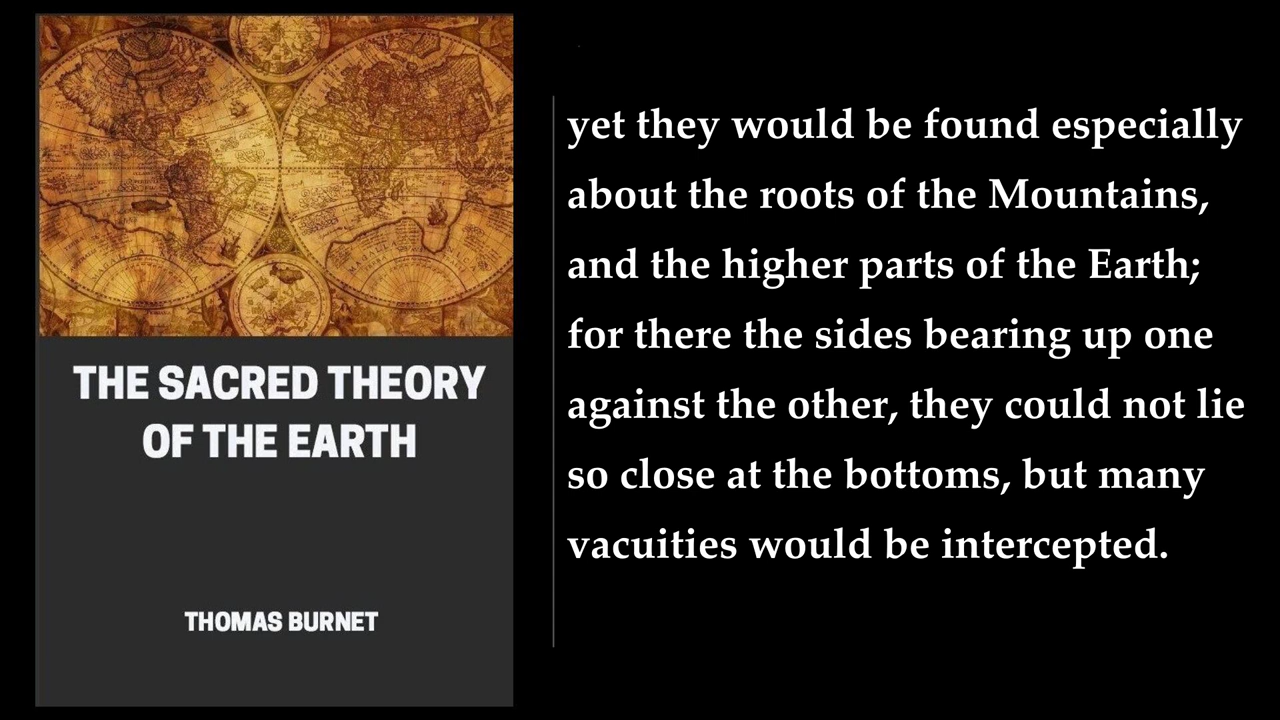 THE SACRED THEORY
OF THE EARTH
THOMAS BURNET
yet they would be found especially
about the roots of the Mountains,
and the higher parts of the Earth;
for there the sides bearing up one
against the other, they could not lie
so close at the bottoms, but many
vacuities would be intercepted.